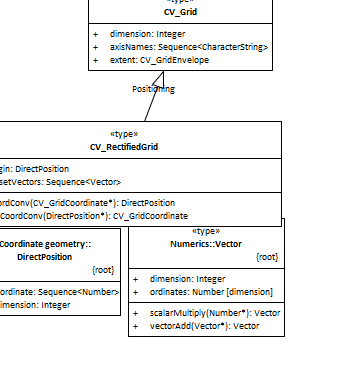 «type»
CV_Grid
+ dimension: Integer
+ axisNames: Sequence<CharacterString>
+ extent: CV_GridEnvelope
Positioning
«type»
CV_RectifiedGrid
gin: DirectPosition
setVectors: Sequence<Vector>
ordConv(CV_GridCoordinate*): DirectPosition
CoordConv(DirectPosition*): CV_GridCoordinate
Coordinate geometry::
DirectPosition
{root}
ordinate: Sequence<Number>
imension: Integer
«type»
Numerics::Vector
{root}
+ dimension: Integer
+ ordinates: Number [dimension]
+ scalarMultiply(Number*): Vector
+ vectorAdd(Vector*): Vector